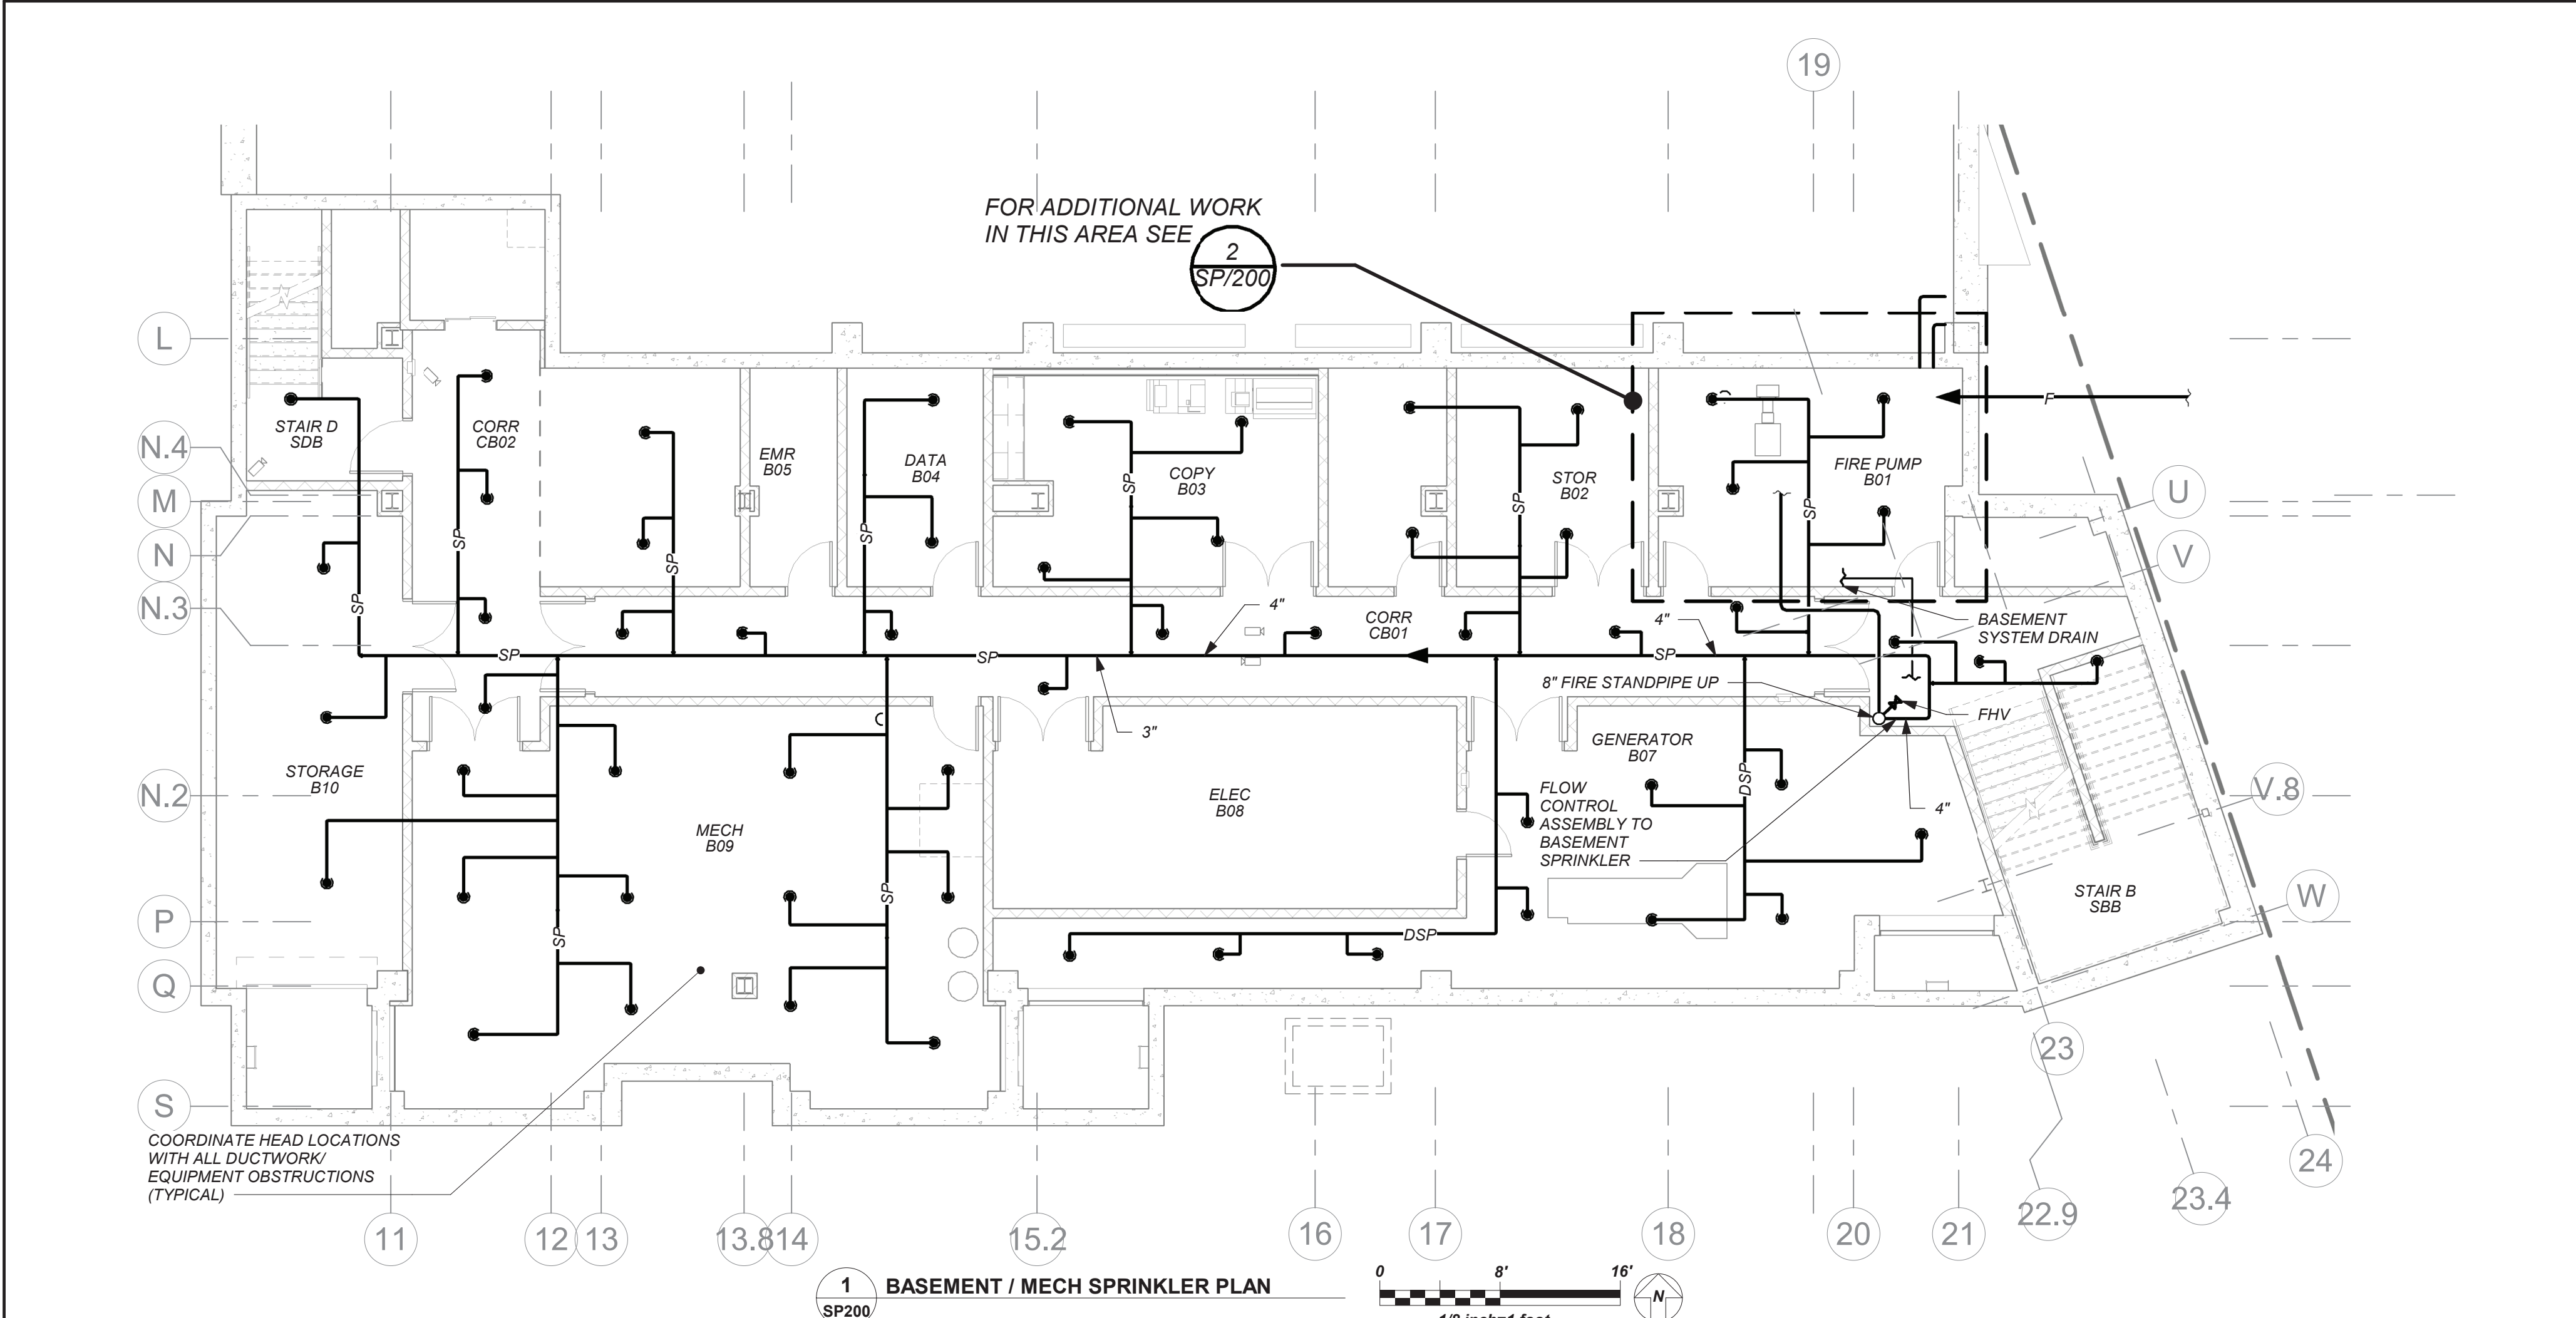 19
FOR ADDITIONAL WORK
IN THIS AREA SEE
2
SP/200
L
N.4
M
N
N.3
N.2
P
Q
S
STAIR D
SDB
CORR
CB02
EMR
B05
DATA
B04
COPY
B03
STOR
B02
FIRE PUMP
B01
F
U
V
V.8
W
SP
SP
SP
SP
SP
SP
SP
4"
CORR
CB01
4"
BASEMENT
SYSTEM DRAIN
SP
SP
SP
8" FIRE STANDPIPE UP
FHV
3"
STORAGE
B10
MECH
B09
ELEC
B08
GENERATOR
B07
FLOW
CONTROL
ASSEMBLY TO
BASEMENT
SPRINKLER
DSP
4"
STAIR B
SBB
SP
SP
DSP
COORDINATE HEAD LOCATIONS
WITH ALL DUCTWORK/
EQUIPMENT OBSTRUCTIONS
(TYPICAL)
23
24
23.4
22.9
11
12
13
13.8
14
15.2
16
17
18
20
21
1
SP200
BASEMENT / MECH SPRINKLER PLAN
0
8'
16'
N